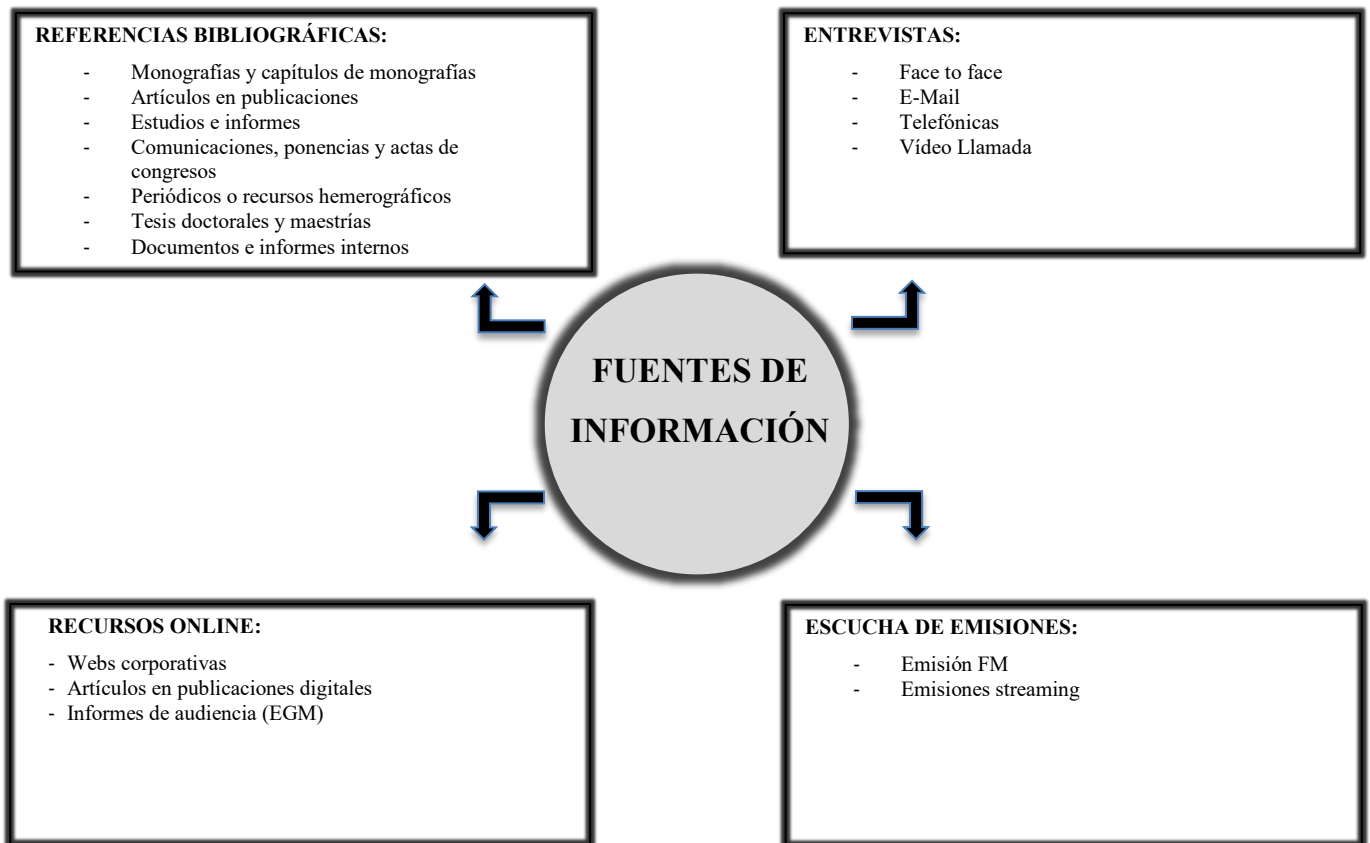 REFERENCIAS BIBLIOGRÁFICAS:
- Monografías y capítulos de monografías
- Artículos en publicaciones
- Estudios e informes
- Comunicaciones, ponencias y actas de
congresos
- Periódicos o recursos hemerográficos
- Tesis doctorales y maestrías
- Documentos e informes internos
ENTREVISTAS:
- Face to face
- E-Mail
- Telefónicas
- Vídeo Llamada
FUENTES DE
INFORMACIÓN
RECURSOS ONLINE:
- Webs corporativas
- Artículos en publicaciones digitales
- Informes de audiencia (EGM)
ESCUCHA DE EMISIONES:
- Emisión FM
- Emisiones streaming